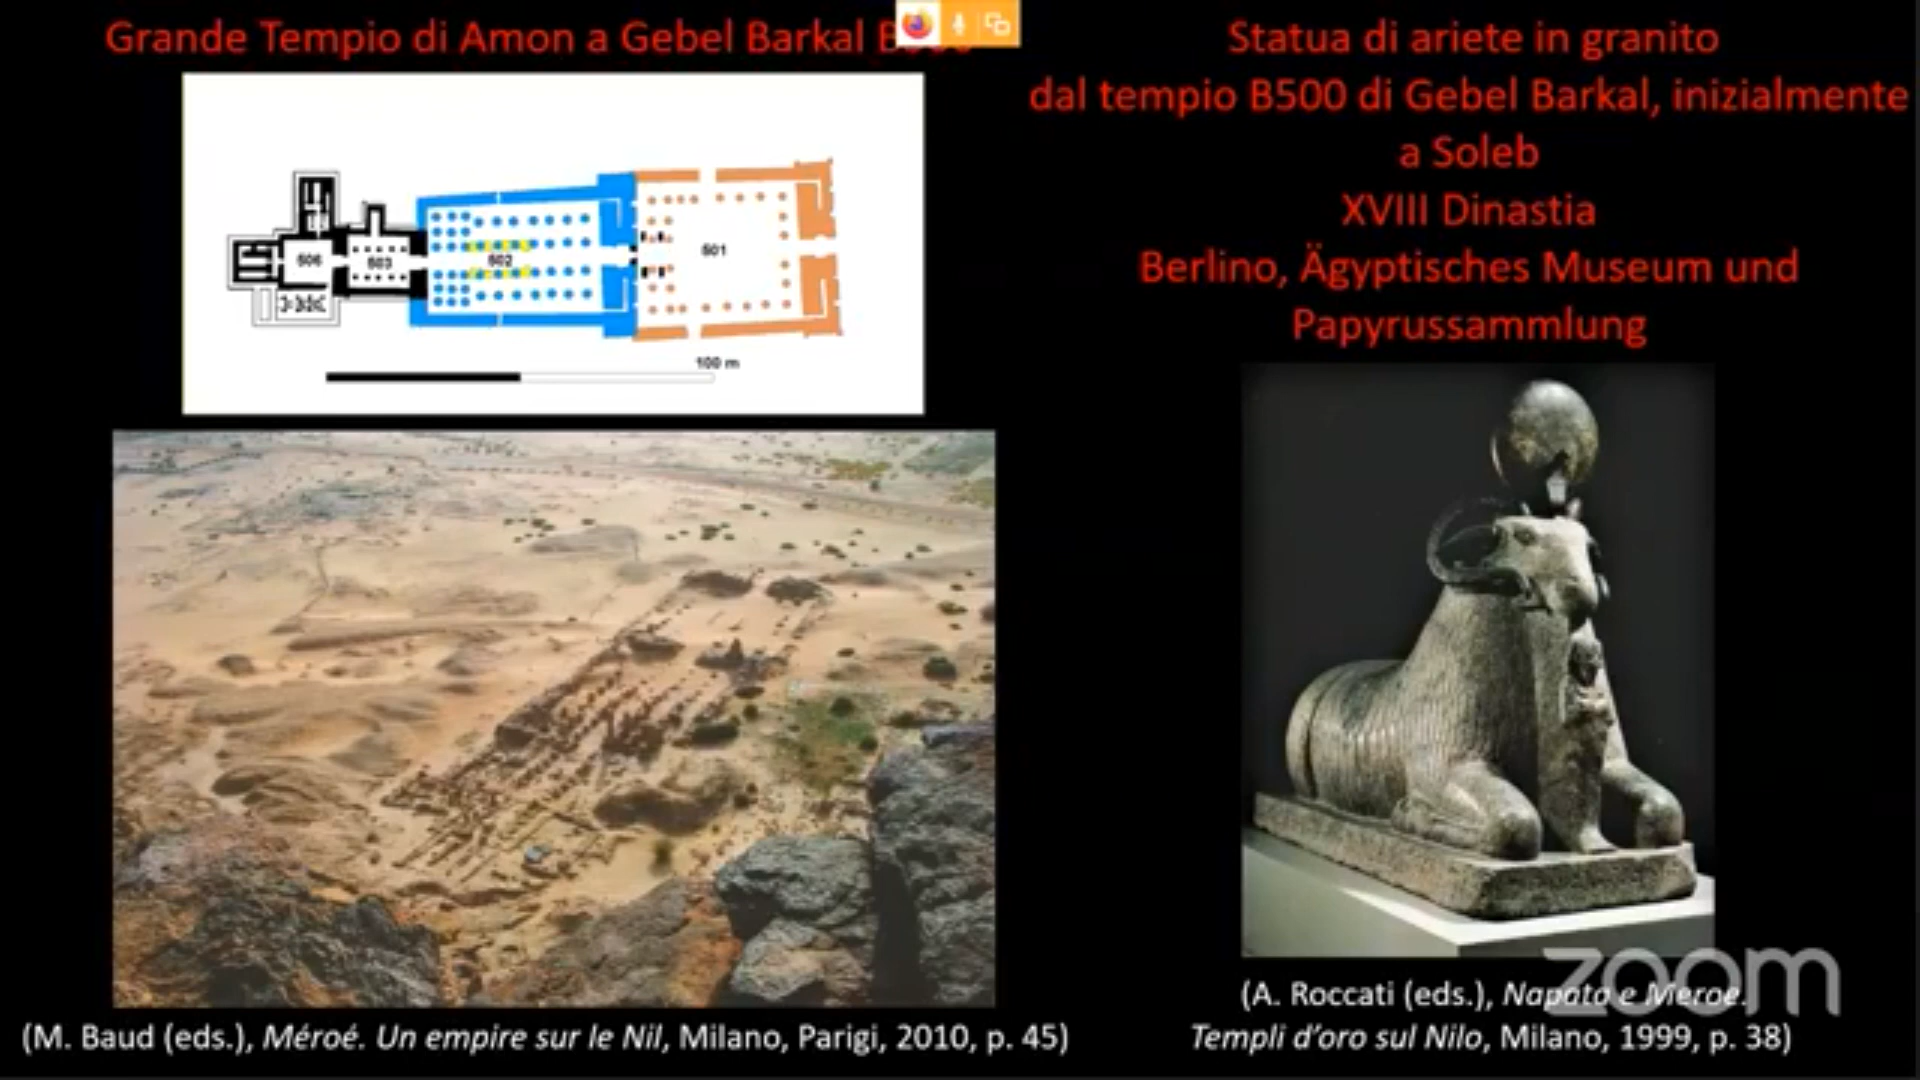 Grande Tempio di Amon a Gebel Barkal
506
503
502
501
100 m
(M. Baud (eds.), Méroé. Un empire sur le Nil, Milano, Parigi, 2010, p. 45)
Statua di ariete in granito
dal tempio B500 di Gebel Barkal, inizialmente
a Soleb
XVIII Dinastia
Berlino, Ägyptisches Museum und
Papyrussammlung
zoom
(A. Roccati (eds.), Napata e Meroe.
Templi d'oro sul Nilo, Milano, 1999, p. 38)